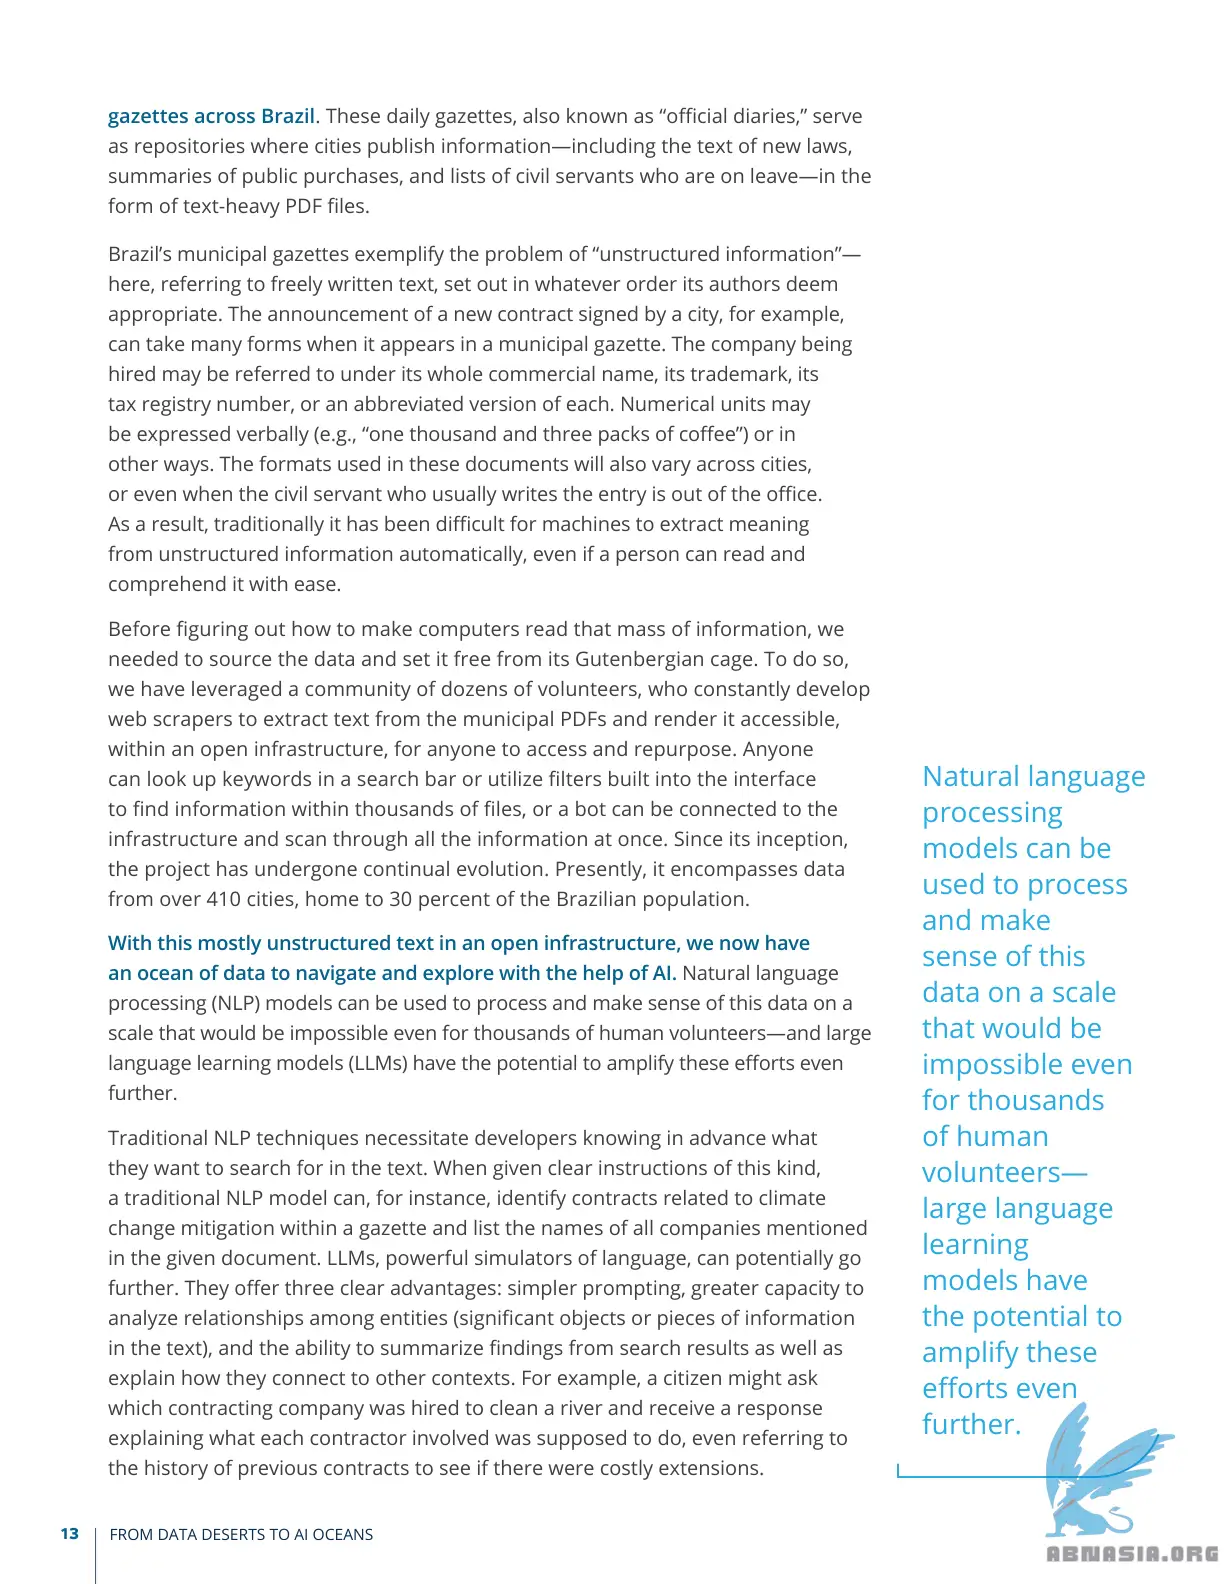 gazettes across Brazil. These daily gazettes, also known as “official diaries,” serve
as repositories where cities publish information—including the text of new laws,
summaries of public purchases, and lists of civil servants who are on leave—in the
form of text-heavy PDF files.
Brazil’s municipal gazettes exemplify the problem of “unstructured information”—
here, referring to freely written text, set out in whatever order its authors deem
appropriate. The announcement of a new contract signed by a city, for example,
can take many forms when it appears in a municipal gazette. The company being
hired may be referred to under its whole commercial name, its trademark, its
tax registry number, or an abbreviated version of each. Numerical units may
be expressed verbally (e.g., “one thousand and three packs of coffee”) or in
other ways. The formats used in these documents will also vary across cities,
or even when the civil servant who usually writes the entry is out of the office.
As a result, traditionally it has been difficult for machines to extract meaning
from unstructured information automatically, even if a person can read and
comprehend it with ease.
Before figuring out how to make computers read that mass of information, we
needed to source the data and set it free from its Gutenbergian cage. To do so,
we have leveraged a community of dozens of volunteers, who constantly develop
web scrapers to extract text from the municipal PDFs and render it accessible,
within an open infrastructure, for anyone to access and repurpose. Anyone
can look up keywords in a search bar or utilize filters built into the interface
to find information within thousands of files, or a bot can be connected to the
infrastructure and scan through all the information at once. Since its inception,
the project has undergone continual evolution. Presently, it encompasses data
from over 410 cities, home to 30 percent of the Brazilian population.
With this mostly unstructured text in an open infrastructure, we now have
an ocean of data to navigate and explore with the help of AI. Natural language
processing (NLP) models can be used to process and make sense of this data on a
scale that would be impossible even for thousands of human volunteers—and large
language learning models (LLMs) have the potential to amplify these efforts even
further.
Traditional NLP techniques necessitate developers knowing in advance what
they want to search for in the text. When given clear instructions of this kind,
a traditional NLP model can, for instance, identify contracts related to climate
change mitigation within a gazette and list the names of all companies mentioned
in the given document. LLMs, powerful simulators of language, can potentially go
further. They offer three clear advantages: simpler prompting, greater capacity to
analyze relationships among entities (significant objects or pieces of information
in the text), and the ability to summarize findings from search results as well as
explain how they connect to other contexts. For example, a citizen might ask
which contracting company was hired to clean a river and receive a response
explaining what each contractor involved was supposed to do, even referring to
the history of previous contracts to see if there were costly extensions.
Natural language
processing
models can be
used to process
and make
sense of this
data on a scale
that would be
impossible even
for thousands
of human
volunteers—
large language
learning
models have
the potential to
amplify these
efforts even
further.
13 FROM DATA DESERTS TO AI OCEANS
ABNASIA.ORG